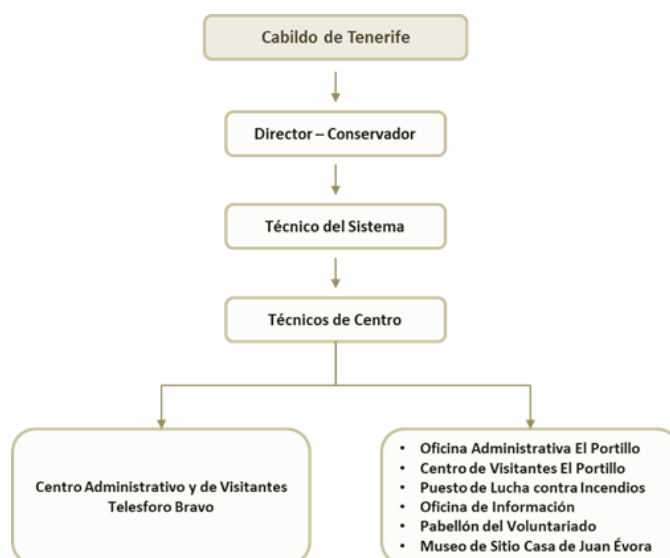 Cabildo de Tenerife
Director – Conservador
Técnico del Sistema
Técnicos de Centro
Centro Administrativo y de Visitantes
Telesforo Bravo
• Oficina Administrativa El Portillo
• Centro de Visitantes El Portillo
• Puesto de Lucha contra Incendios
• Oficina de Información
• Pabellón del Voluntariado
• Museo de Sitio Casa de Juan Évora